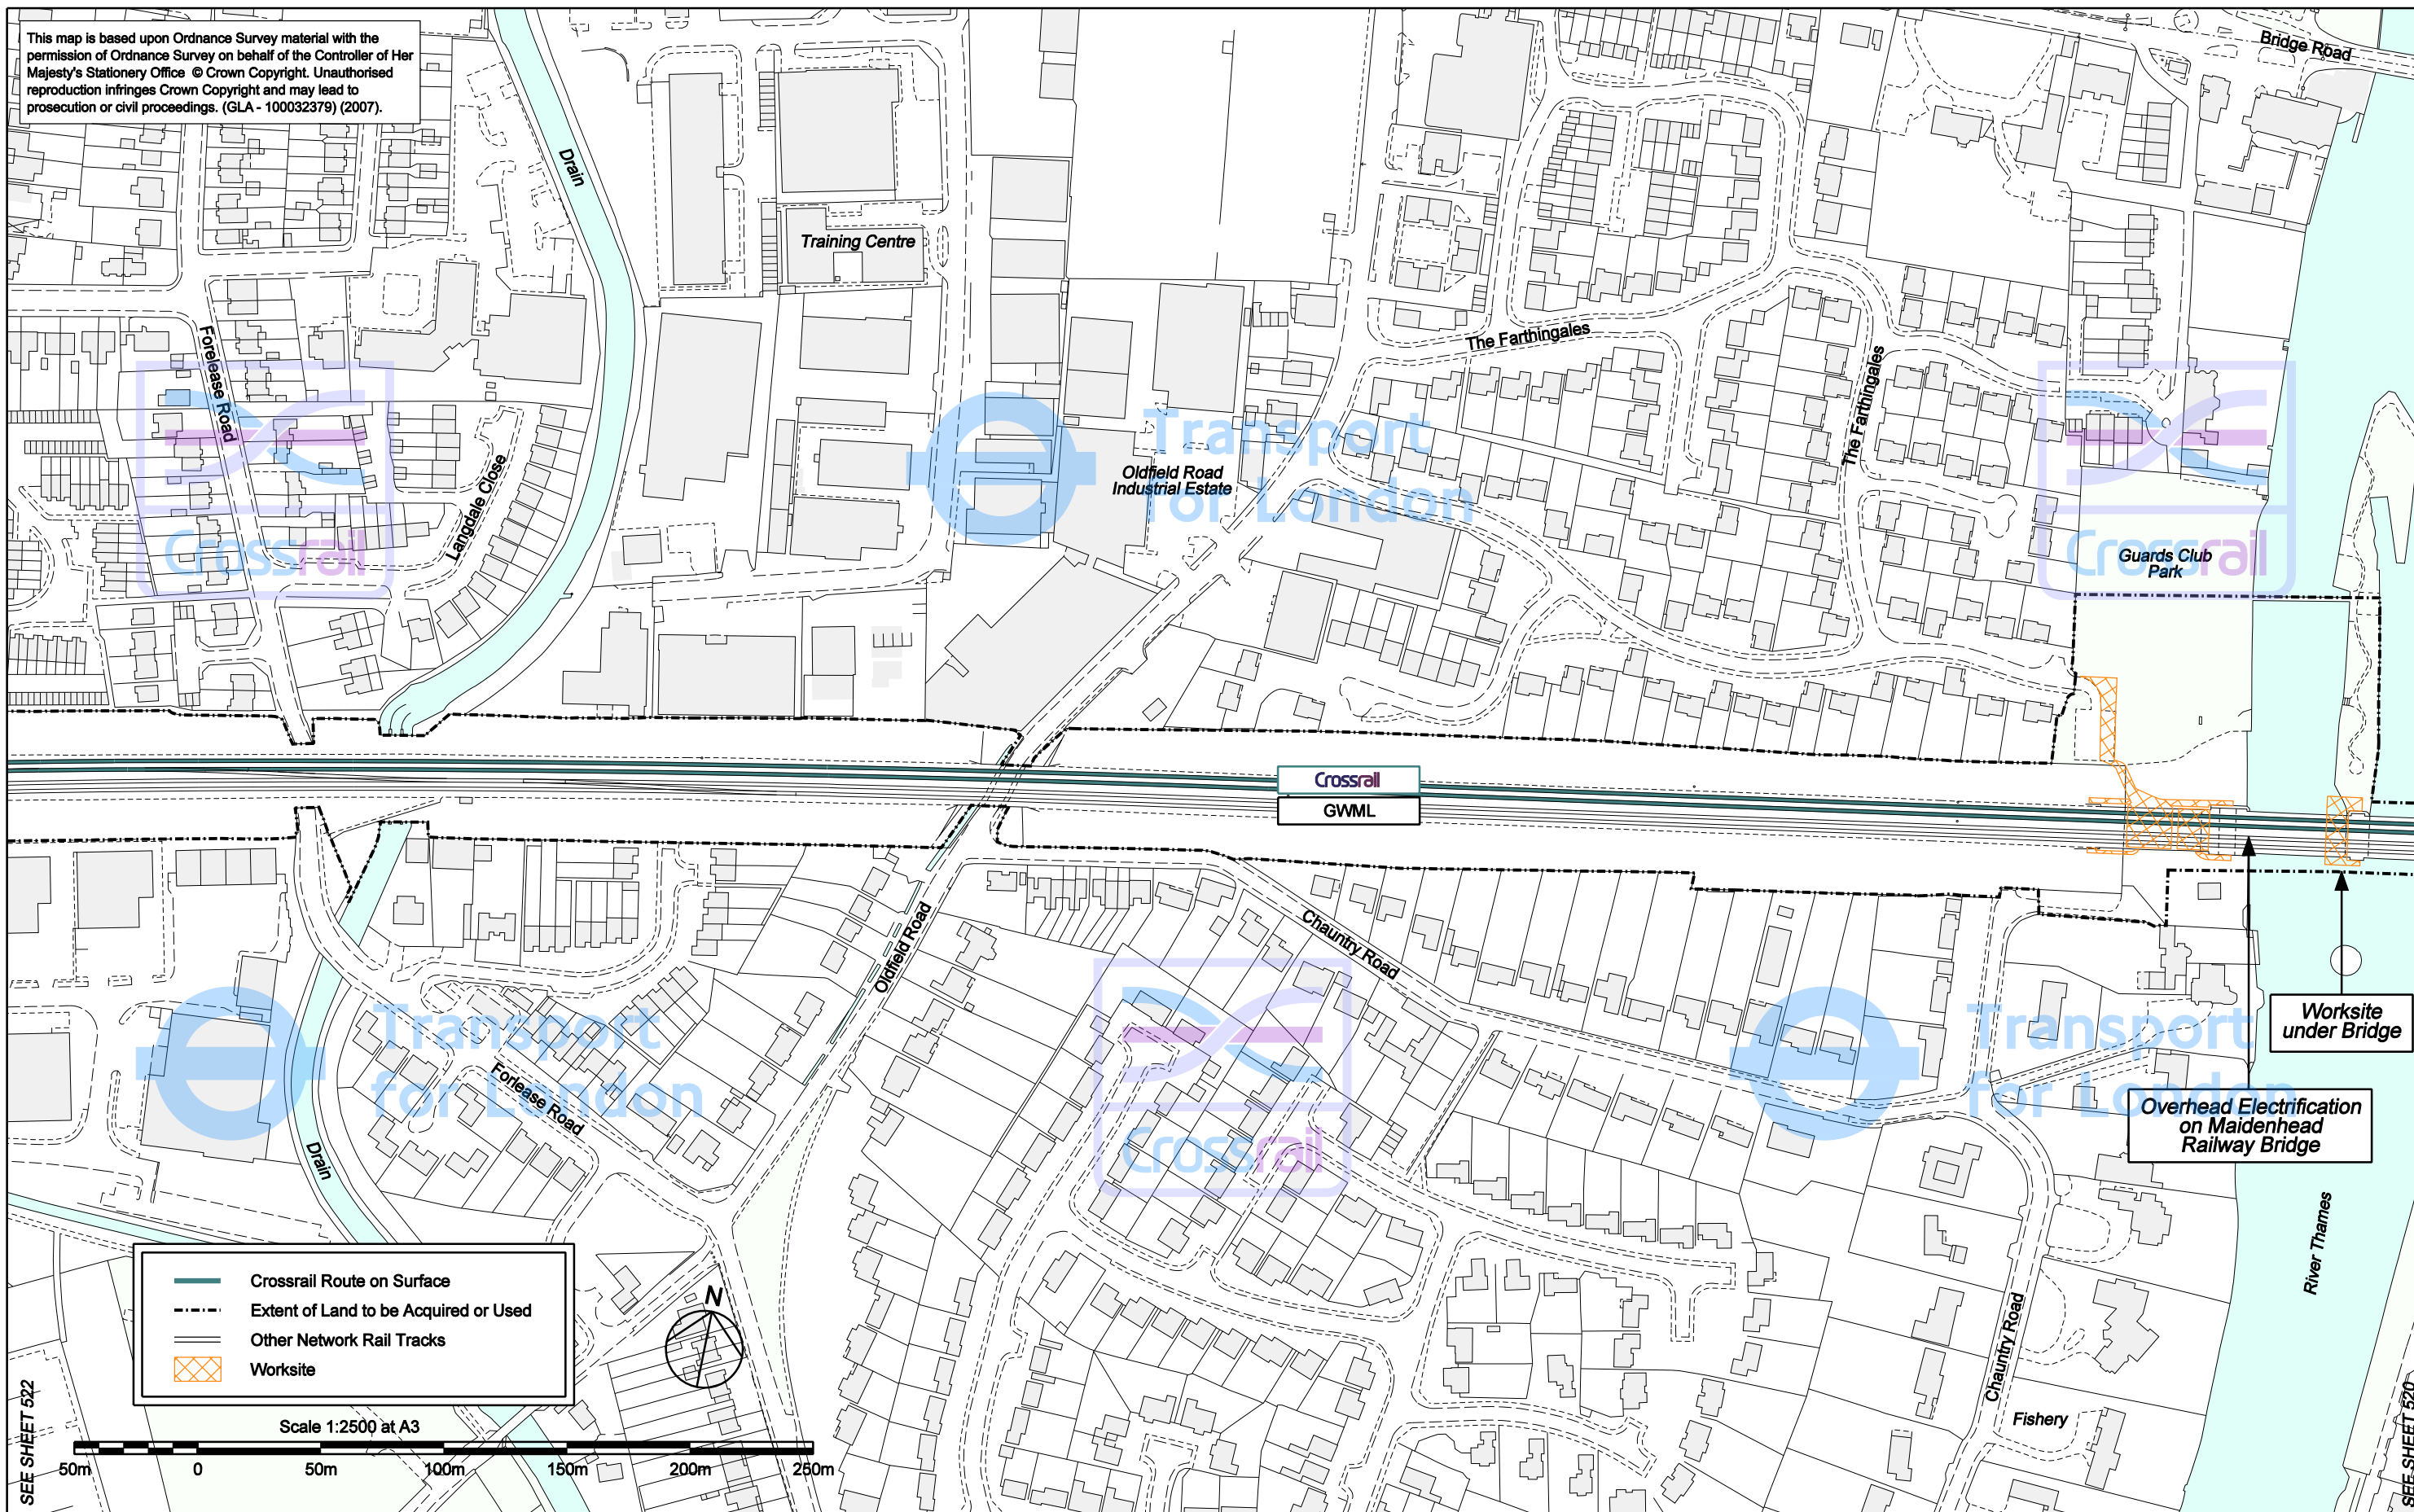 This map is based upon Ordnance Survey material with the
permission of Ordnance Survey on behalf of the Controller of Her
Majesty's Stationery Office © Crown Copyright. Unauthorised
reproduction infringes Crown Copyright and may lead to
prosecution or civil proceedings. (GLA - 100032379) (2007).
Bridge Road
Drain
Training Centre
The Farthingales
Forelease Road
The Farthingales
Transport
for London
Crossrail
Crossrail
Langdale Close
Oldfield Road
Industrial Estate
Guards Club
Park
Crossrail
GWML
Oldfield Road
Chauntry Road
Worksite
under Bridge
Transport
for London
Crossrail
Transport
for London
Forlease Road
Overhead Electrification
on Maidenhead
Railway Bridge
Drain
River Thames
Crossrail Route on Surface
Extent of Land to be Acquired or Used
Other Network Rail Tracks
Worksite
N
Chauntry Road
Fishery
Scale 1:2500 at A3
50m 0 50m 100m 150m 200m 250m
SEE SHEET 522
SEE SHEET 520